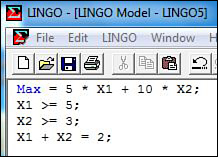 LINGO - [LINGO Model - LINGO5]
File Edit LINGO Window
Max = 5 * X1 + 10 * X2;
X1 >= 5;
X2 >= 3;
X1 + X2 = 2;